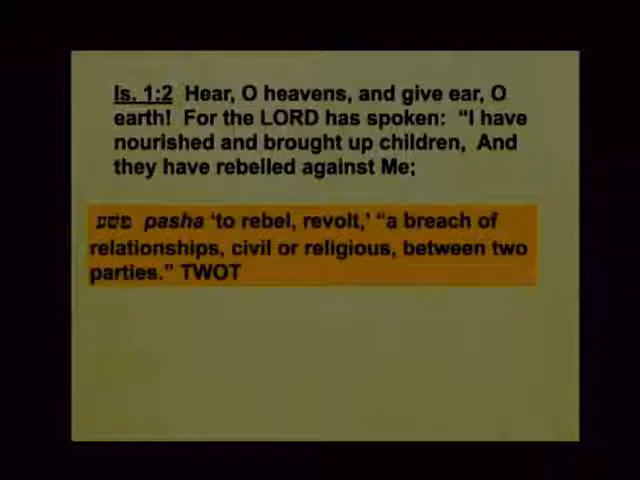 Is. 1:2 Hear, O heavens, and give ear, O
earth! For the LORD has spoken: "I have
nourished and brought up children, And
they have rebelled against Me;
פשׁע pasha 'to rebel, revolt,' "a breach of
relationships, civil or religious, between two
parties." TWOT